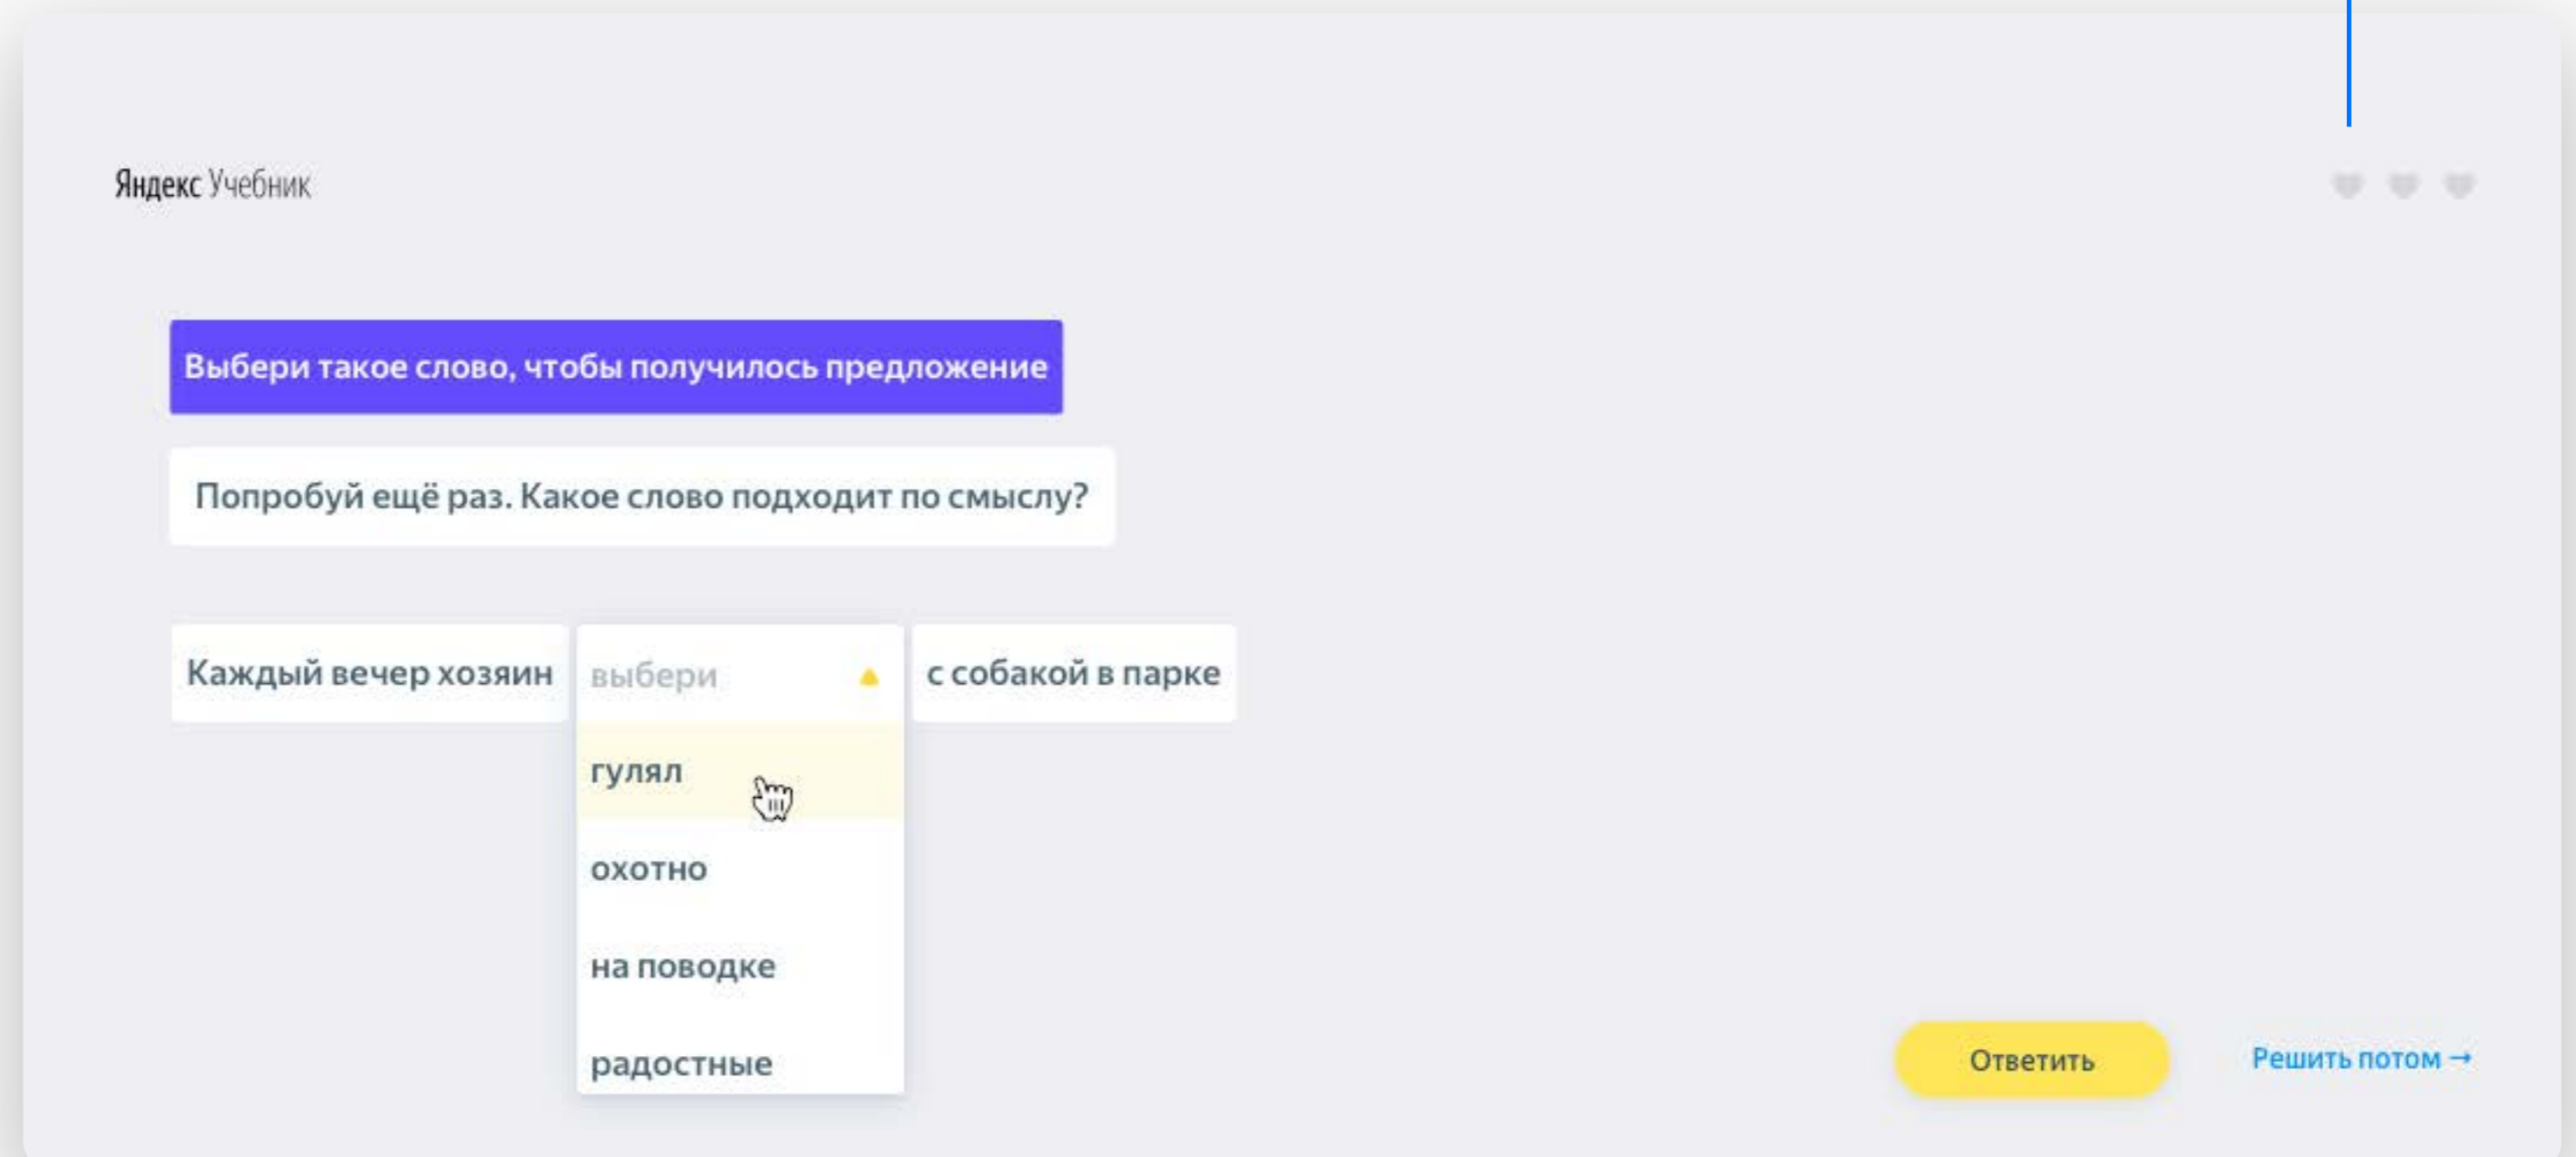 Яндекс Учебник
Выбери такое слово, чтобы получилось предложение
Попробуй ещё раз. Какое слово подходит по смыслу?
Каждый вечер хозяин выбери с собакой в парке
гулял
охотно
на поводке
радостные
Ответить Решить потом →